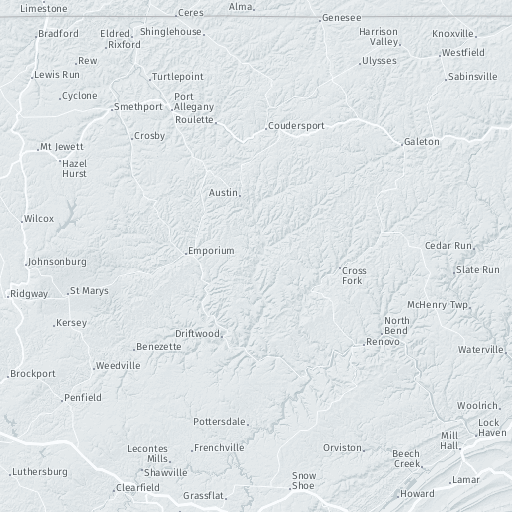 Limestone
Ceres
Alma
Genesee
Bradford
Eldred
Shinglehouse
Rixford
Harrison
Valley
Knoxville
Rew
Ulysses
Westfield
Lewis Run
Turtlepoint
Sabinsville
Cyclone
Smethport
Port
Allegany
Roulette
Coudersport
Crosby
Galeton
Mt Jewett
Hazel
Hurst
Austin
Wilcox
Emporium
Cedar Run
Johnsonburg
Cross
Fork
Slate Run
Ridgway
St Marys
McHenry Twp
Kersey
Driftwood
North
Bend
Benezette
Renovo
Waterville
Brockport
Weedville
Penfield
Woolrich
Pottersdale
Lock
Haven
Mill
Hall
Lecontes
Mills
Frenchville
Orviston
Beech
Creek
Luthersburg
Shawville
Snow
Shoe
Lamar
Clearfield
Grassflat
Howard